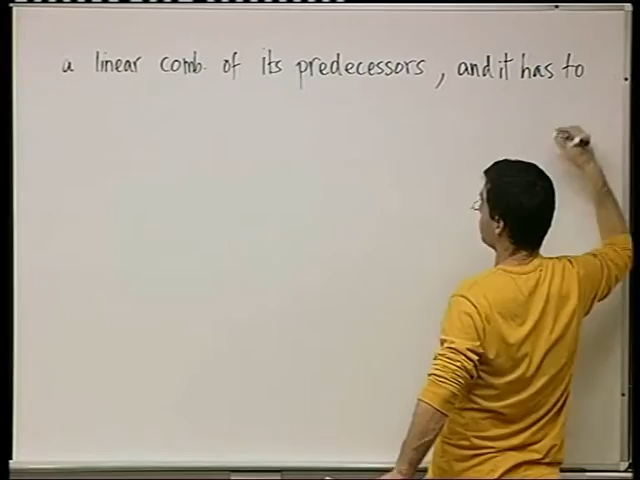 a linear comb. of its predecessors, and it has to